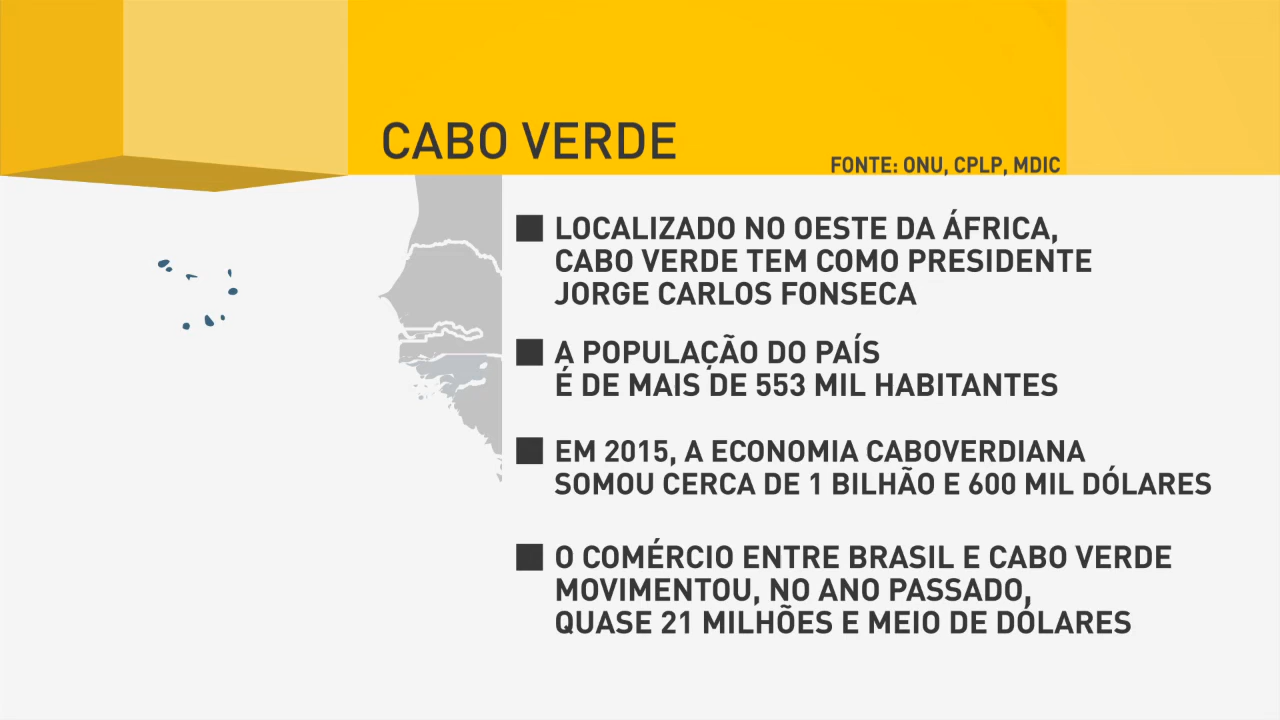 CABO VERDE
FONTE: ONU, CPLP, MDIC
LOCALIZADO NO OESTE DA ÁFRICA,
CABO VERDE TEM COMO PRESIDENTE
JORGE CARLOS FONSECA
A POPULAÇÃO DO PAÍS
É DE MAIS DE 553 MIL HABITANTES
EM 2015, A ECONOMIA CABOVERDIANA
SOMOU CERCA DE 1 BILHÃO E 600 MIL DÓLARES
O COMÉRCIO ENTRE BRASIL E CABO VERDE
MOVIMENTOU, NO ANO PASSADO,
QUASE 21 MILHÕES E MEIO DE DÓLARES